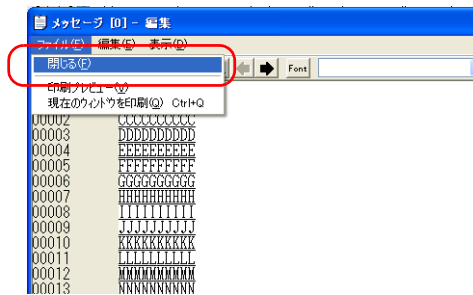 メッセージ [0] - 編集
ファイル(F) 編集(E) 表示(D)
閉じる(E)
Font
印刷プレビュー(V)
現在のウィンドウを印刷(Q) Ctrl+Q
00002 CCCCCCCCCC
00003 DDDDDDDDDD
00004 EEEEEEEEEE
00005 FFFFFFFFFF
00006 GGGGGGGGGG
00007 HHHHHHHHHH
00008 IIIIIIIIII
00009 JJJJJJJJJJ
00010 KKKKKKKKKK
00011 LLLLLLLLLL
00012 MMMMMMMMMM
00013 NNNNNNNNNN